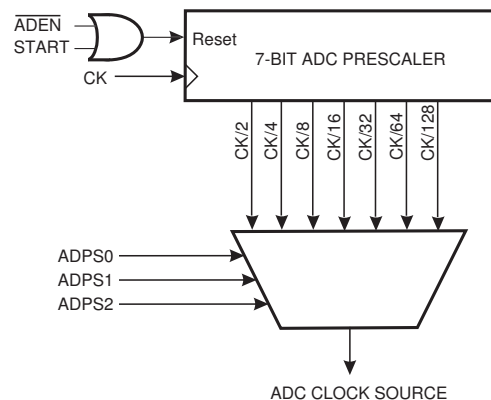 ADEN
START
Reset
7-BIT ADC PRESCALER
CK
CK/2
CK/4
CK/8
CK/16
CK/32
CK/64
CK/128
ADPS0
ADPS1
ADPS2
ADC CLOCK SOURCE